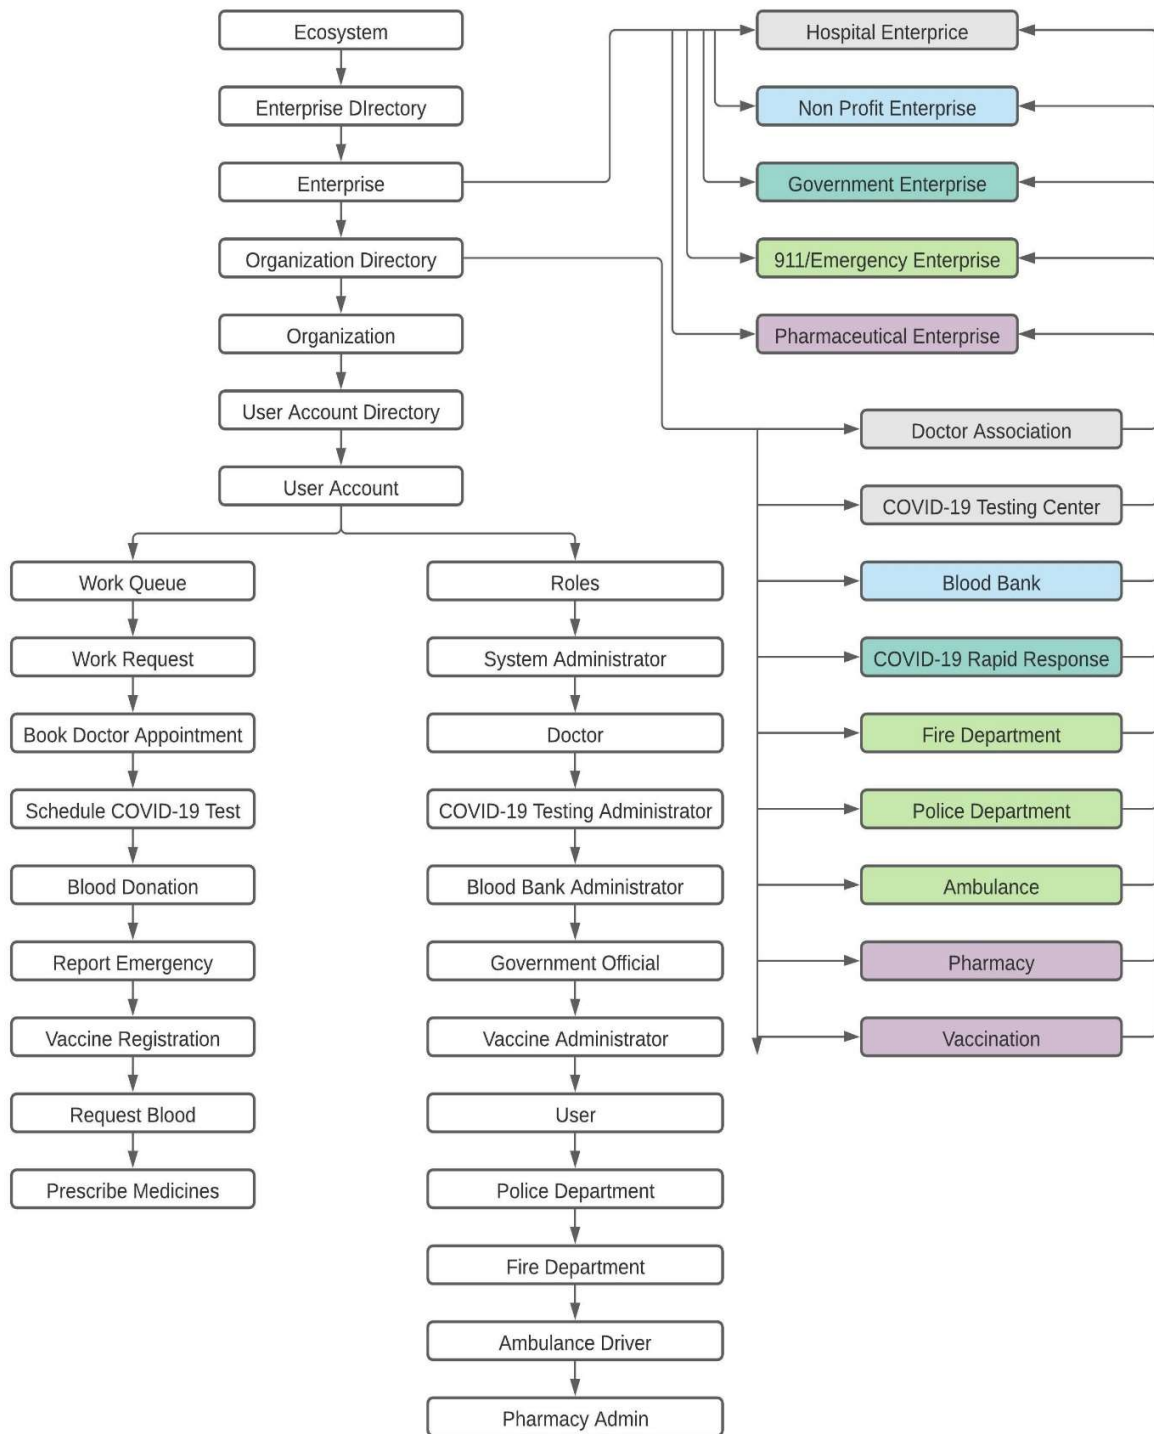 Ecosystem
Enterprise DIrectory
Enterprise
Organization Directory
Organization
User Account Directory
User Account
Work Queue
Work Request
Book Doctor Appointment
Schedule COVID-19 Test
Blood Donation
Report Emergency
Vaccine Registration
Request Blood
Prescribe Medicines
Roles
System Administrator
Doctor
COVID-19 Testing Administrator
Blood Bank Administrator
Government Official
Vaccine Administrator
User
Police Department
Fire Department
Ambulance Driver
Pharmacy Admin
Hospital Enterprice
Non Profit Enterprise
Government Enterprise
911/Emergency Enterprise
Pharmaceutical Enterprise
Doctor Association
COVID-19 Testing Center
Blood Bank
COVID-19 Rapid Response
Fire Department
Police Department
Ambulance
Pharmacy
Vaccination